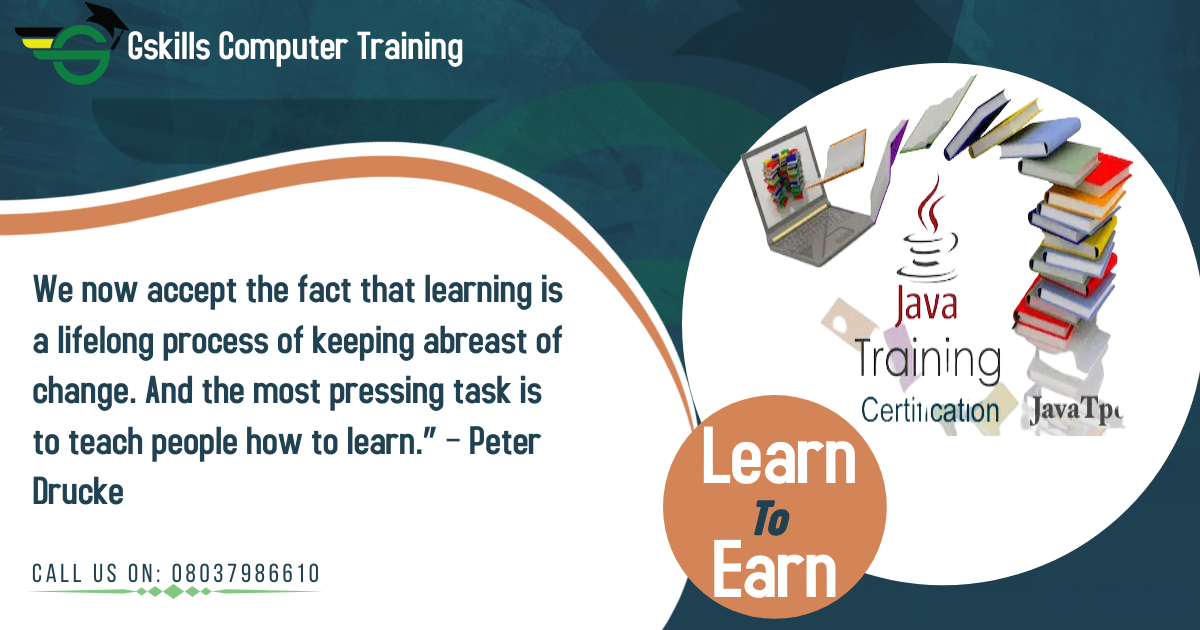 Gskills Computer Training
We now accept the fact that learning is
a lifelong process of keeping abreast of
change. And the most pressing task is
to teach people how to learn.” – Peter
Drucke
CALL US ON: 08037986610
Java
Training
Certification
Learn
To
Earn